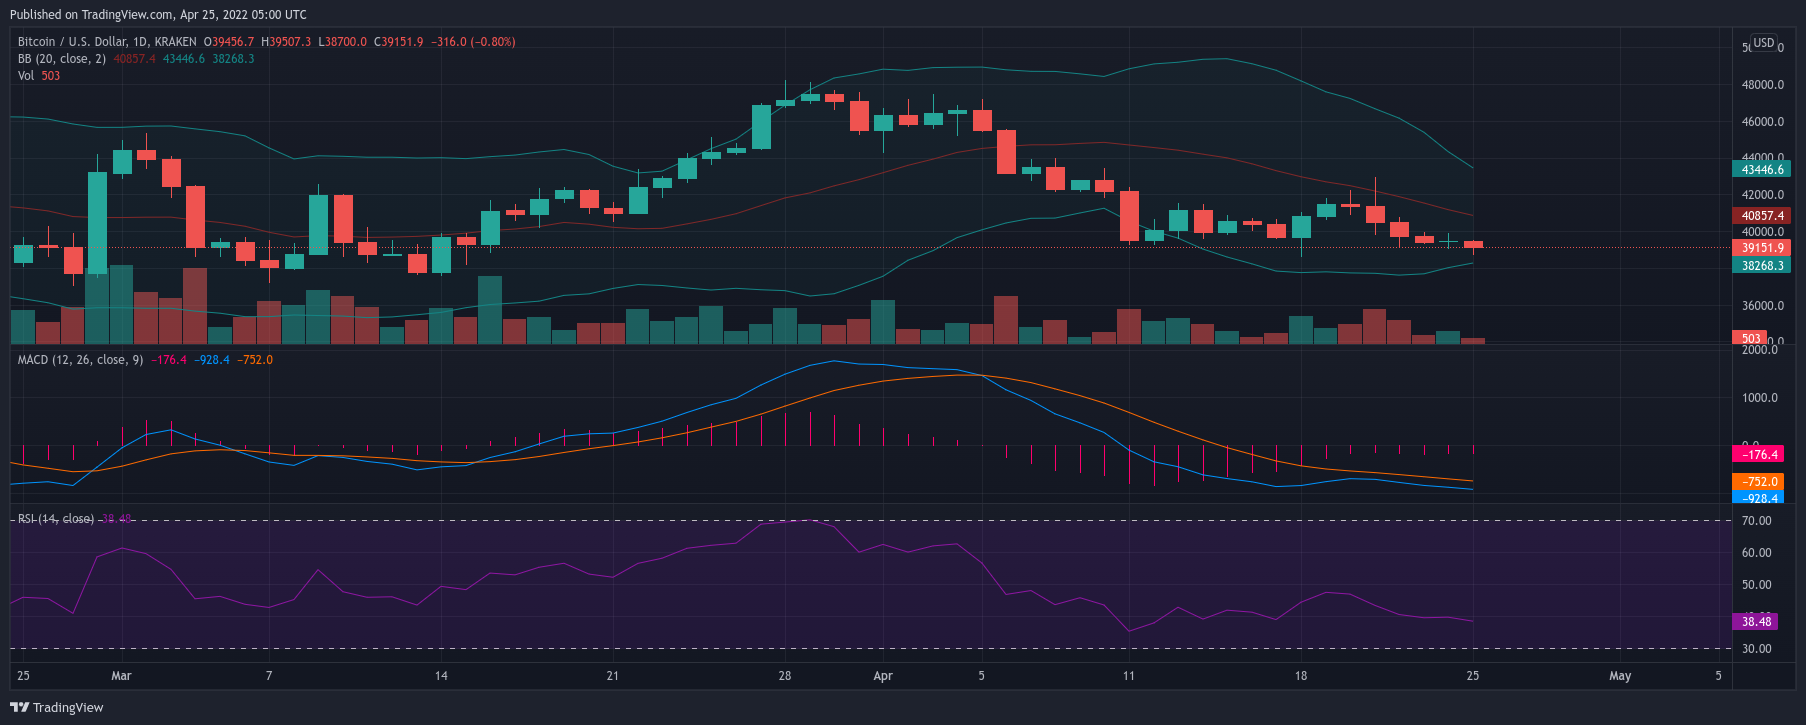 Published on TradingView.com, Apr 25, 2022 05:00 UTC
Bitcoin / U.S. Dollar, 1D, KRAKEN O39456.7 H39507.3 L38700.0 C39151.9 −316.0 (−0.80%)
BB (20, close, 2) 40857.4 43446.6 38268.3
Vol 503
USD
48000.0
46000.0
44000.0
43446.6
42000.0
40857.4
40000.0
39151.9
38268.3
36000.0
503
MACD (12, 26, close, 9) −176.4 −928.4 −752.0
2000.0
1000.0
0.0
−176.4
−752.0
−928.4
RSI (14, close) 38.48
70.00
60.00
50.00
38.48
30.00
25 Mar 7 14 21 28 Apr 5 11 18 25 May 5
TradingView